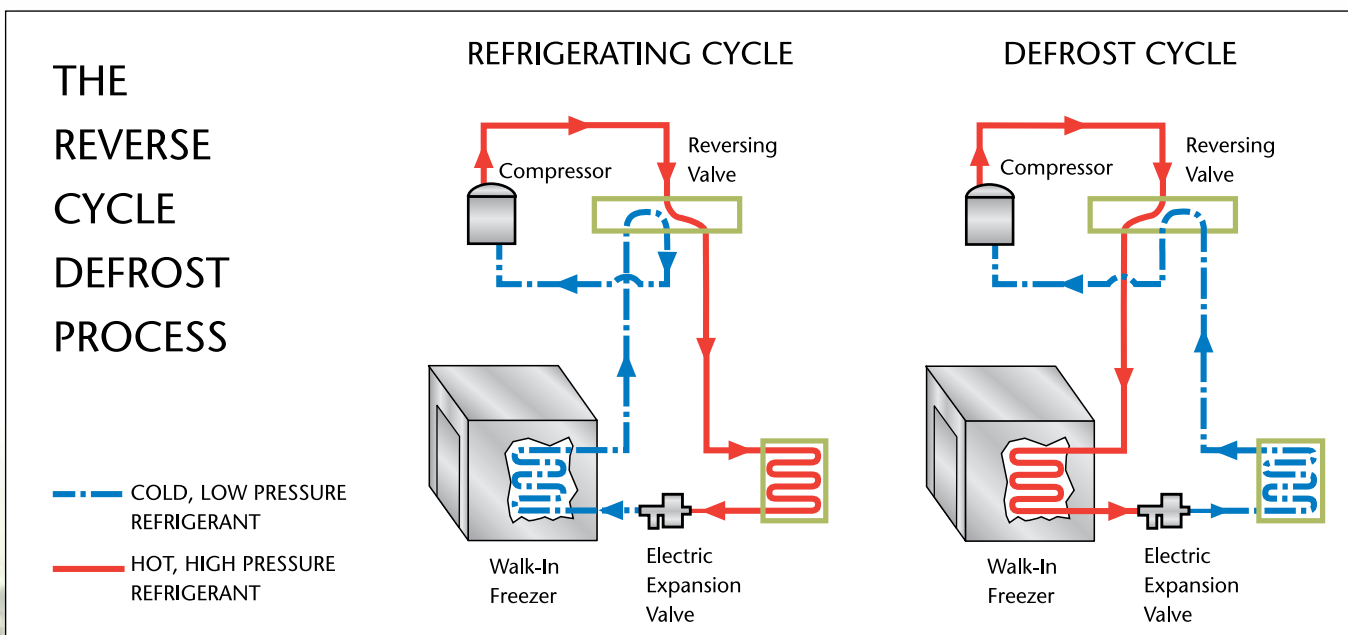 THE
REVERSE
CYCLE
DEFROST
PROCESS
COLD, LOW PRESSURE
REFRIGERANT
HOT, HIGH PRESSURE
REFRIGERANT
REFRIGERATING CYCLE
Compressor
Reversing
Valve
Walk-In
Freezer
Electric
Expansion
Valve
DEFROST CYCLE
Compressor
Reversing
Valve
Walk-In
Freezer
Electric
Expansion
Valve